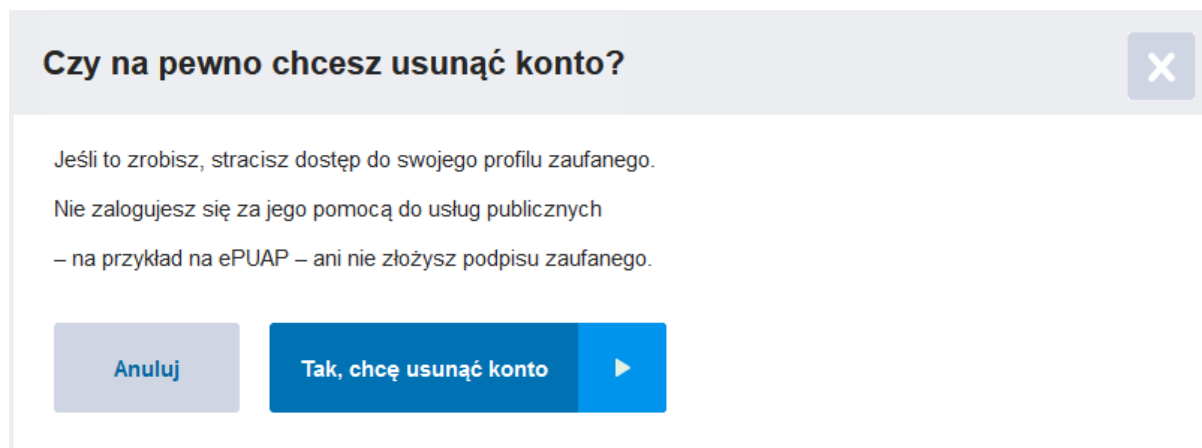 Czy na pewno chcesz usunąć konto?
Jeśli to zrobisz, stracisz dostęp do swojego profilu zaufanego.
Nie zalogujesz się za jego pomocą do usług publicznych
– na przykład na ePUAP – ani nie złożysz podpisu zaufanego.
Anuluj
Tak, chcę usunąć konto